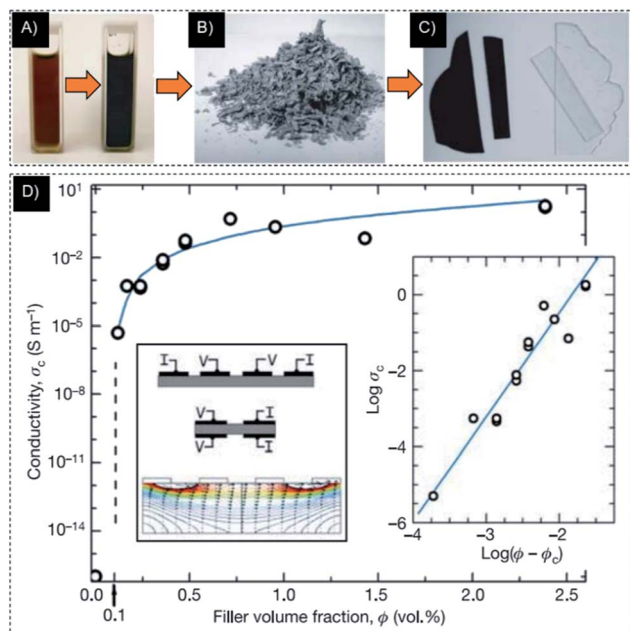 A)
B)
C)
D)
10¹
10⁻²
10⁻⁵
10⁻⁸
10⁻¹¹
10⁻¹⁴
Conductivity, σc (S m⁻¹)
I V V I
V I
V I
0
-2
-4
-6
Log σc
-4 -3 -2
Log(ϕ − ϕc)
0.0 0.5 1.0 1.5 2.0 2.5
0.1
Filler volume fraction, ϕ (vol.%)